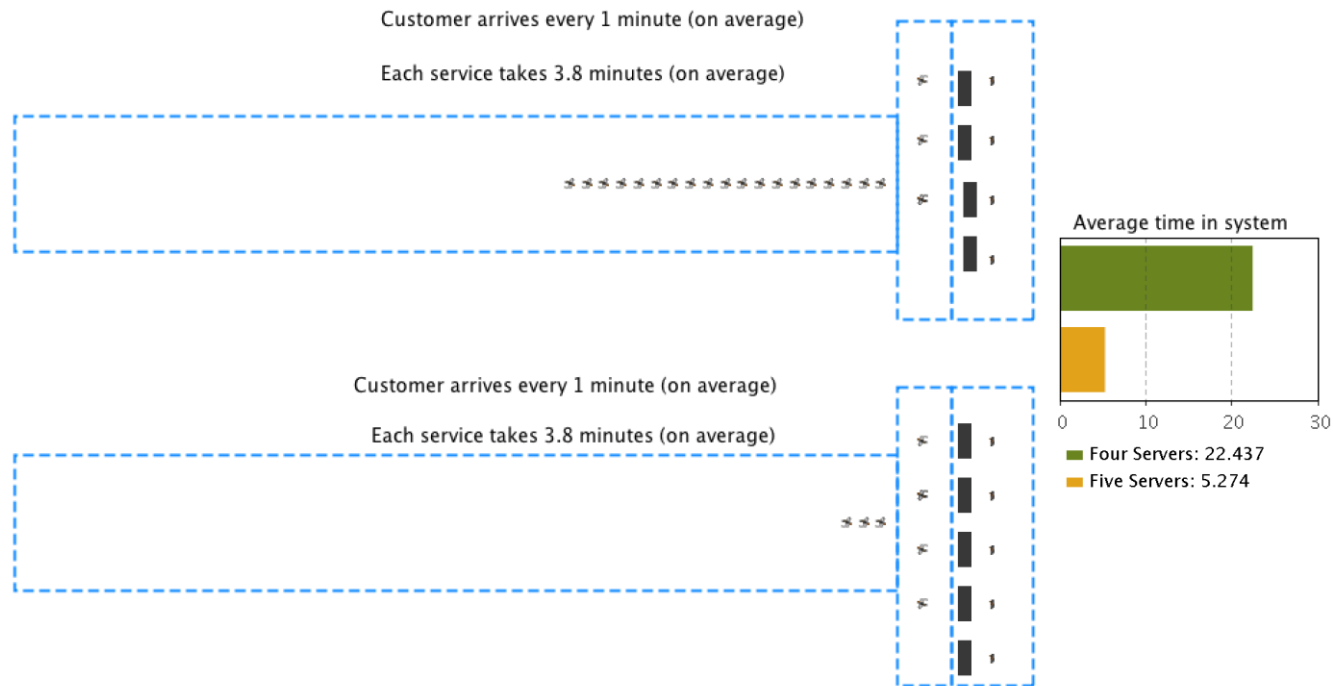 Customer arrives every 1 minute (on average)
Each service takes 3.8 minutes (on average)
Average time in system
0 10 20 30
Four Servers: 22.437
Five Servers: 5.274
Customer arrives every 1 minute (on average)
Each service takes 3.8 minutes (on average)